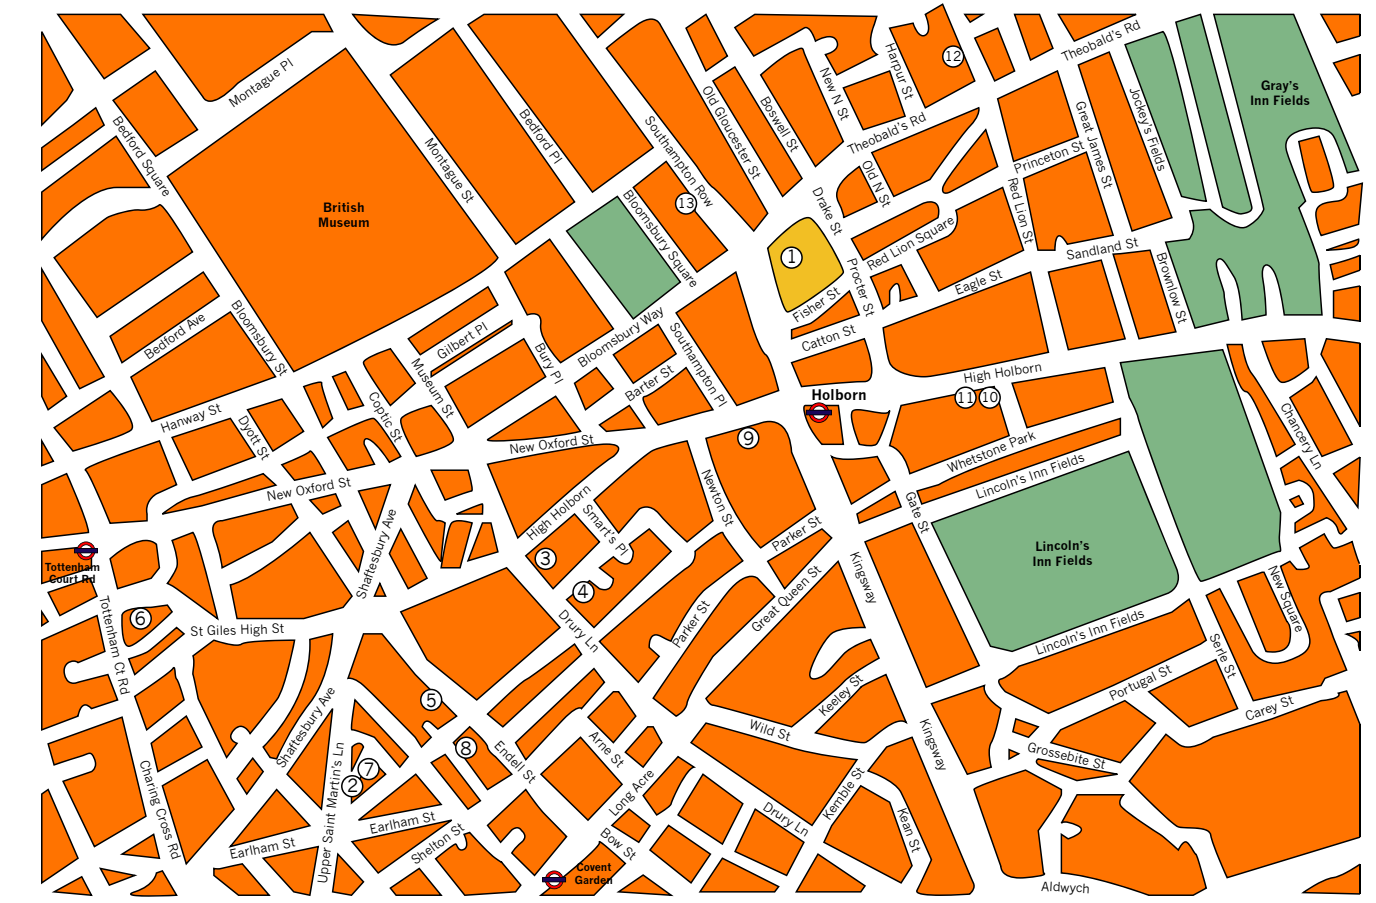 Theobald's Rd
12
Harpur St
Montague Pl
New N St
Gray's
Inn Fields
Old Gloucester St
Boswell St
Jockey's Fields
Bedford Pl
Great James St
Southampton Row
Theobald's Rd
Bedford Square
Montague St
Princeton St
Old N St
13
Drake St
Red Lion St
British
Museum
Bloomsbury Square
Red Lion Square
Sandland St
1
Procter St
Eagle St
Brownlow St
Fisher St
Bedford Ave
Bloomsbury St
Gilbert Pl
Bloomsbury Way
Catton St
Bury Pl
Southampton Pl
High Holborn
Museum St
Barter St
Holborn
11
10
Coptic St
Hanway St
Dyott St
Chancery Ln
New Oxford St
9
Whetstone Park
Lincoln's Inn Fields
New Oxford St
Newton St
High Holborn
Smart's Pl
Gate St
Shaftesbury Ave
Parker St
3
Lincoln's
Inn Fields
Tottenham
Court Rd
4
Kingsway
Great Queen St
New Square
6
St Giles High St
Drury Ln
Parker St
Lincoln's Inn Fields
Tottenham Ct Rd
Serle St
5
Keeley St
Portugal St
Shaftesbury Ave
Carey St
Wild St
8
Endell St
Arne St
Kingsway
Grossebite St
7
2
Upper Saint Martin's Ln
Charing Cross Rd
Long Acre
Kemble St
Drury Ln
Kean St
Earlham St
Shelton St
Bow St
Earlham St
Covent
Garden
Aldwych